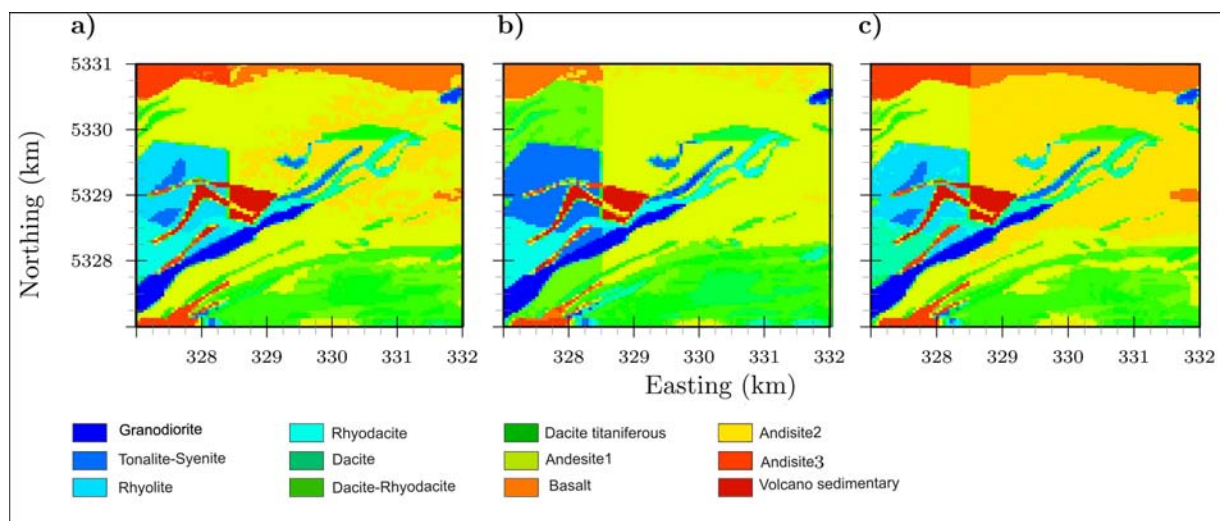 a) b) c)
5331
5330
5329
5328
Northing (km)
328 329 330 331 332 328 329 330 331 332 328 329 330 331 332
Easting (km)
Granodiorite Rhyodacite Dacite titaniferous Andisite2
Tonalite-Syenite Dacite Andesite1 Andisite3
Rhyolite Dacite-Rhyodacite Basalt Volcano sedimentary